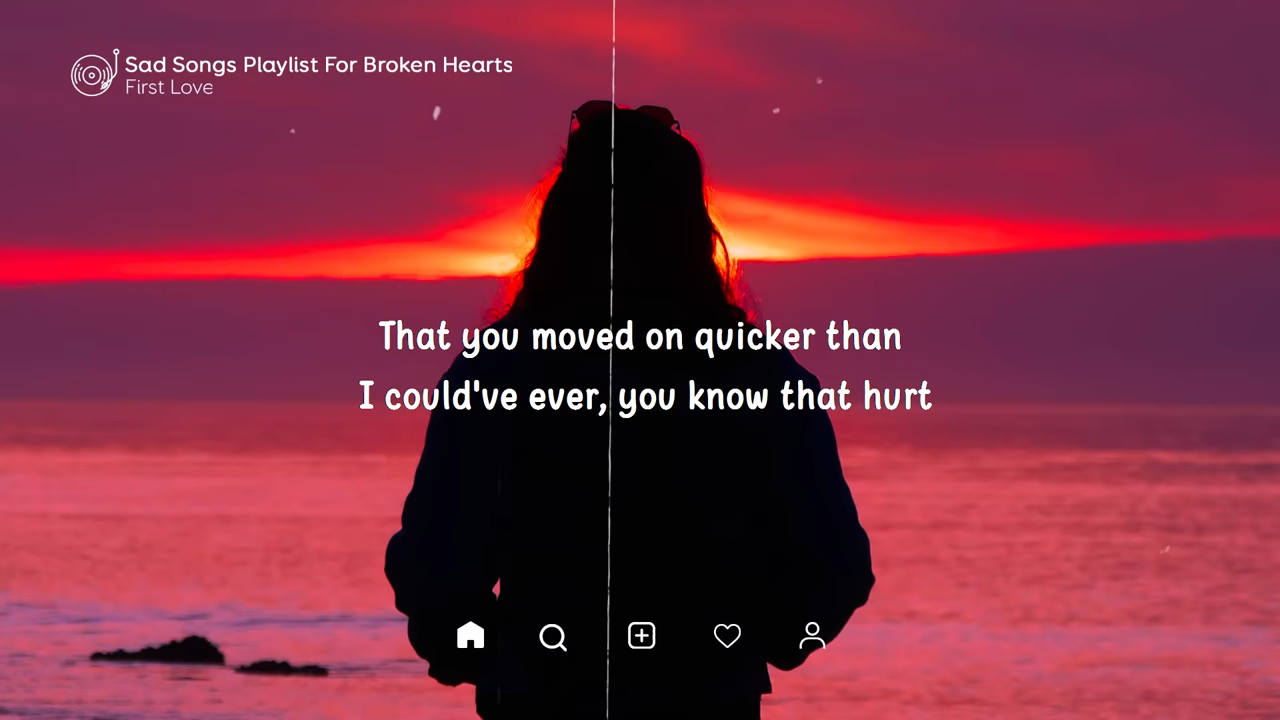 Sad Songs Playlist For Broken Hearts
First Love
That you moved on quicker than
I could've ever, you know that hurt